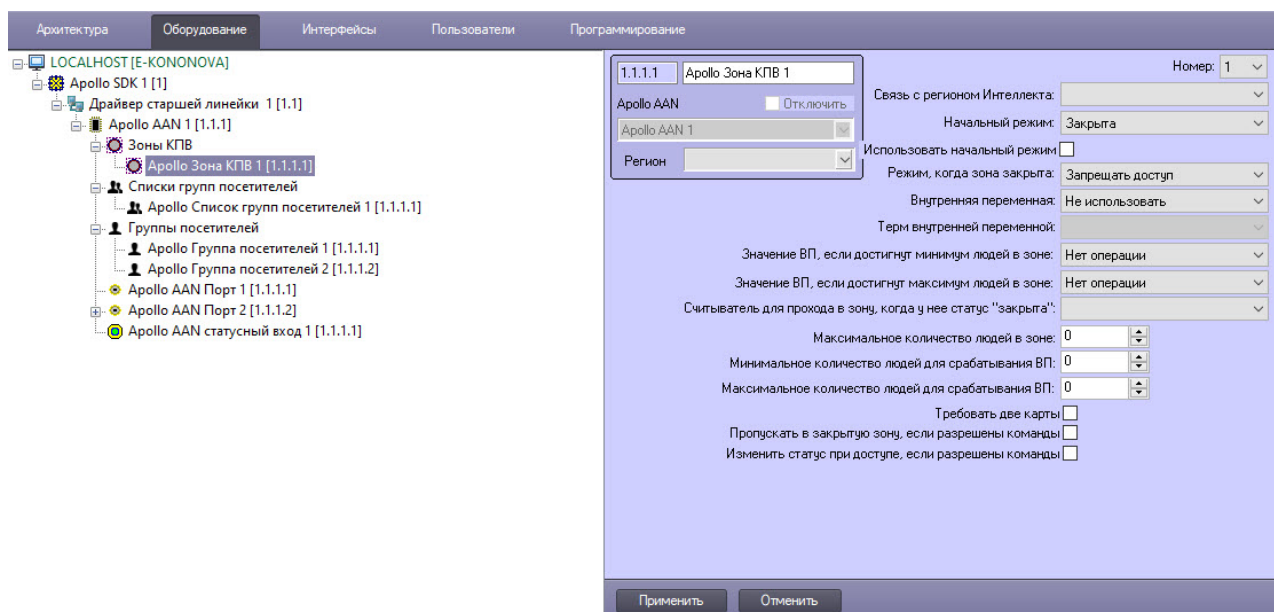 Архитектура Оборудование Интерфейсы Пользователи Программирование
LOCALHOST [E-KONONOVA]
Apollo SDK 1 [1]
Драйвер старшей линейки 1 [1.1]
Apollo AAN 1 [1.1.1]
Зоны КПВ
Apollo Зона КПВ 1 [1.1.1.1]
Списки групп посетителей
Apollo Список групп посетителей 1 [1.1.1.1]
Группы посетителей
Apollo Группа посетителей 1 [1.1.1.1]
Apollo Группа посетителей 2 [1.1.1.2]
Apollo AAN Порт 1 [1.1.1.1]
Apollo AAN Порт 2 [1.1.1.2]
Apollo AAN статусный вход 1 [1.1.1.1]
1.1.1.1 Apollo Зона КПВ 1
Apollo AAN Отключить
Apollo AAN 1
Регион
Номер: 1
Связь с регионом Интеллекта:
Начальный режим: Закрыта
Использовать начальный режим
Режим, когда зона закрыта: Запрещать доступ
Внутренняя переменная: Не использовать
Терм внутренней переменной:
Значение ВП, если достигнут минимум людей в зоне: Нет операции
Значение ВП, если достигнут максимум людей в зоне: Нет операции
Считыватель для прохода в зону, когда у нее статус "закрыта":
Максимальное количество людей в зоне: 0
Минимальное количество людей для срабатывания ВП: 0
Максимальное количество людей для срабатывания ВП: 0
Требовать две карты
Пропускать в закрытую зону, если разрешены команды
Изменить статус при доступе, если разрешены команды
Применить Отменить